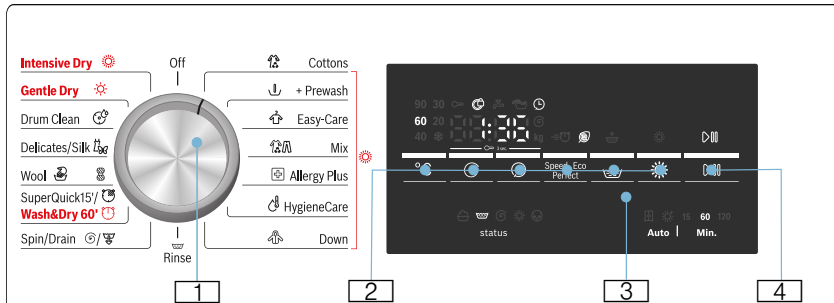 Off
Intensive Dry
Gentle Dry
Drum Clean
Delicates/Silk
Wool
SuperQuick15'/
Wash&Dry 60'
Spin/Drain /
Rinse
Cottons
+ Prewash
Easy-Care
Mix
Allergy Plus
HygieneCare
Down
90 30
60 20
40
1:30
kg
3 sec
°C
Speed Eco
Perfect
status
15 60 120
Auto | Min.
1
2
3
4